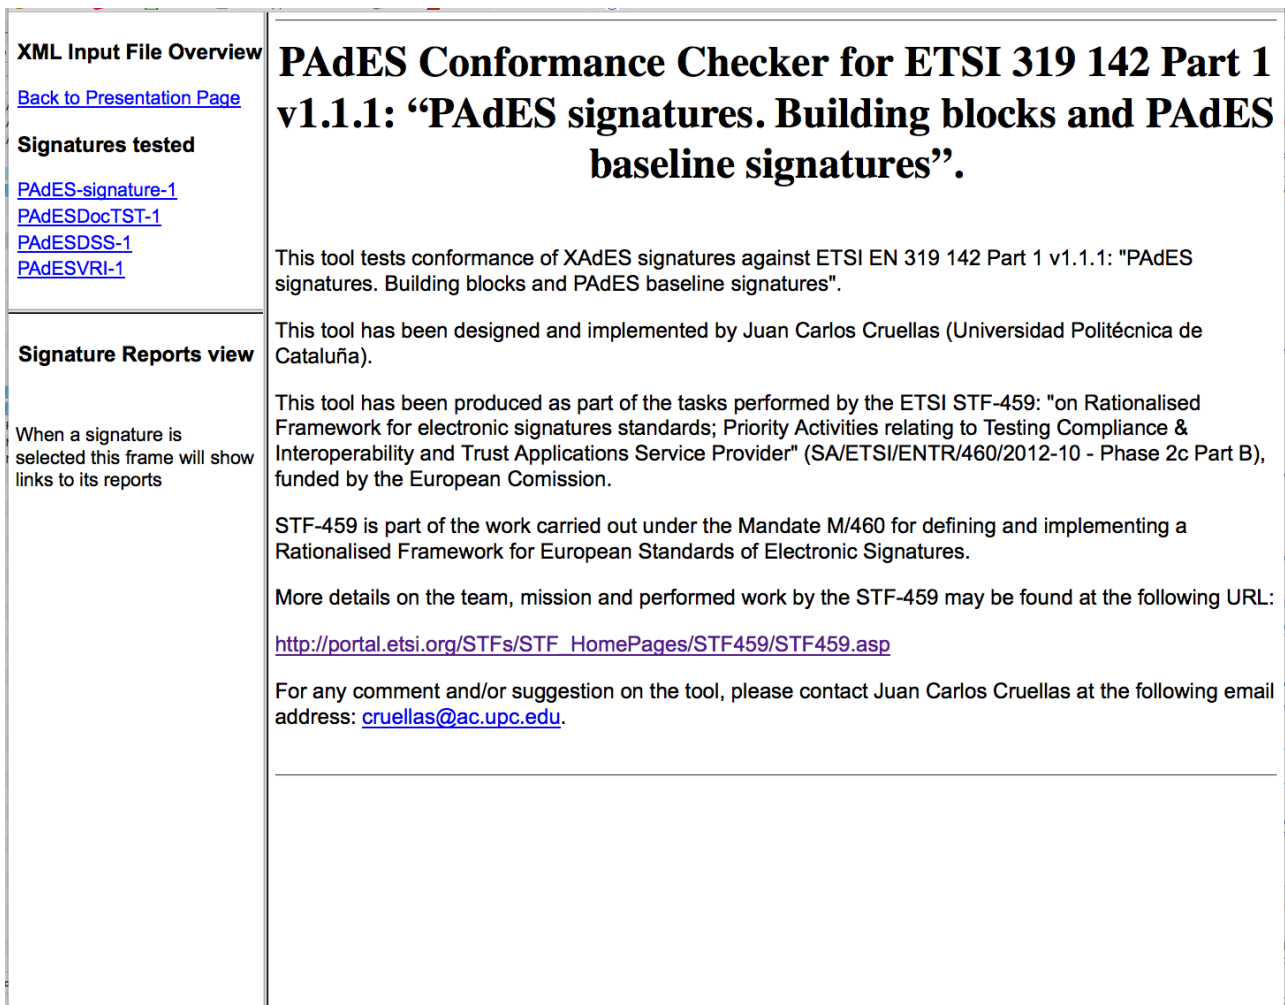 XML Input File Overview
Back to Presentation Page
Signatures tested
PAdES-signature-1
PAdESDocTST-1
PAdESDSS-1
PAdESVRI-1
Signature Reports view
When a signature is
selected this frame will show
links to its reports
PAdES Conformance Checker for ETSI 319 142 Part 1
v1.1.1: “PAdES signatures. Building blocks and PAdES
baseline signatures”.
This tool tests conformance of XAdES signatures against ETSI EN 319 142 Part 1 v1.1.1: "PAdES
signatures. Building blocks and PAdES baseline signatures".
This tool has been designed and implemented by Juan Carlos Cruellas (Universidad Politécnica de
Cataluña).
This tool has been produced as part of the tasks performed by the ETSI STF-459: "on Rationalised
Framework for electronic signatures standards; Priority Activities relating to Testing Compliance &
Interoperability and Trust Applications Service Provider" (SA/ETSI/ENTR/460/2012-10 - Phase 2c Part B),
funded by the European Comission.
STF-459 is part of the work carried out under the Mandate M/460 for defining and implementing a
Rationalised Framework for European Standards of Electronic Signatures.
More details on the team, mission and performed work by the STF-459 may be found at the following URL:
http://portal.etsi.org/STFs/STF_HomePages/STF459/STF459.asp
For any comment and/or suggestion on the tool, please contact Juan Carlos Cruellas at the following email
address: cruellas@ac.upc.edu.